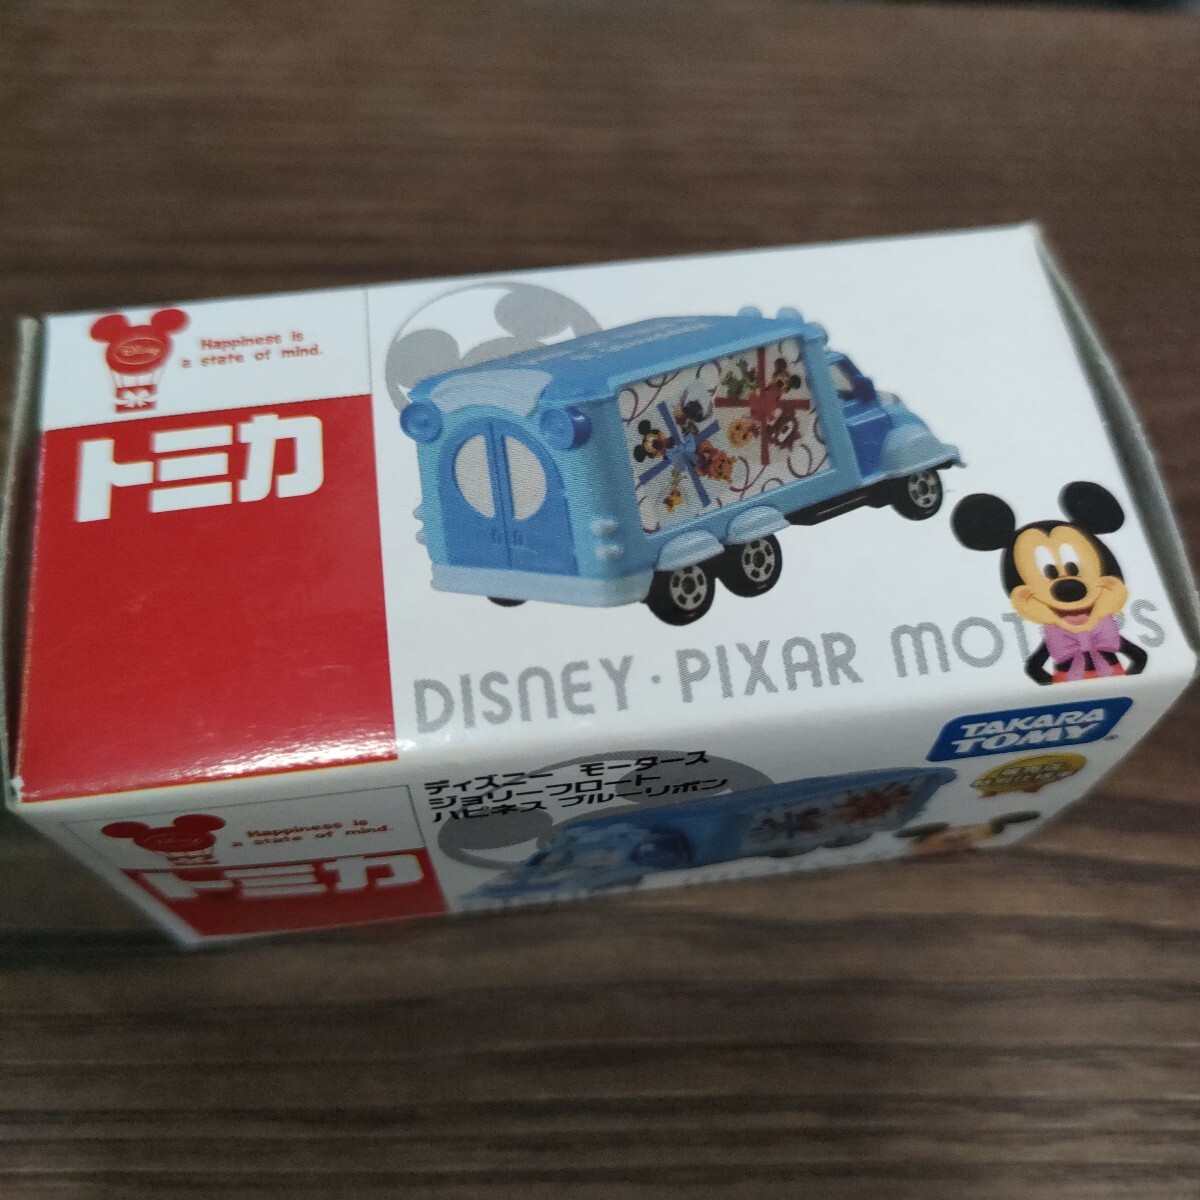 Disney
Happiness is
a state of mind.
トミカ
DISNEY・PIXAR MOTORS
TAKARA
TOMY
ディズニー モータース
ジョリーフロート
ハピネス ブルーリボン
Happiness is
a state of mind.
トミカ